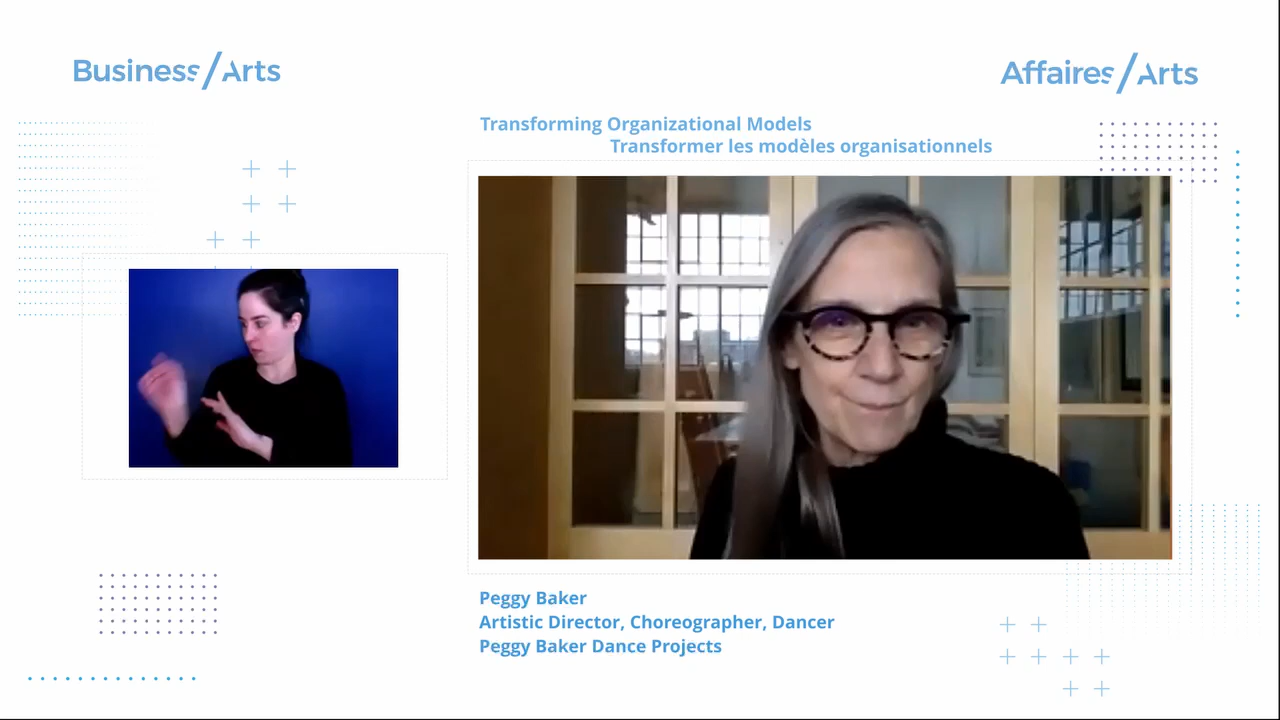 Business/Arts
Affaires/Arts
Transforming Organizational Models
Transformer les modèles organisationnels
Peggy Baker
Artistic Director, Choreographer, Dancer
Peggy Baker Dance Projects